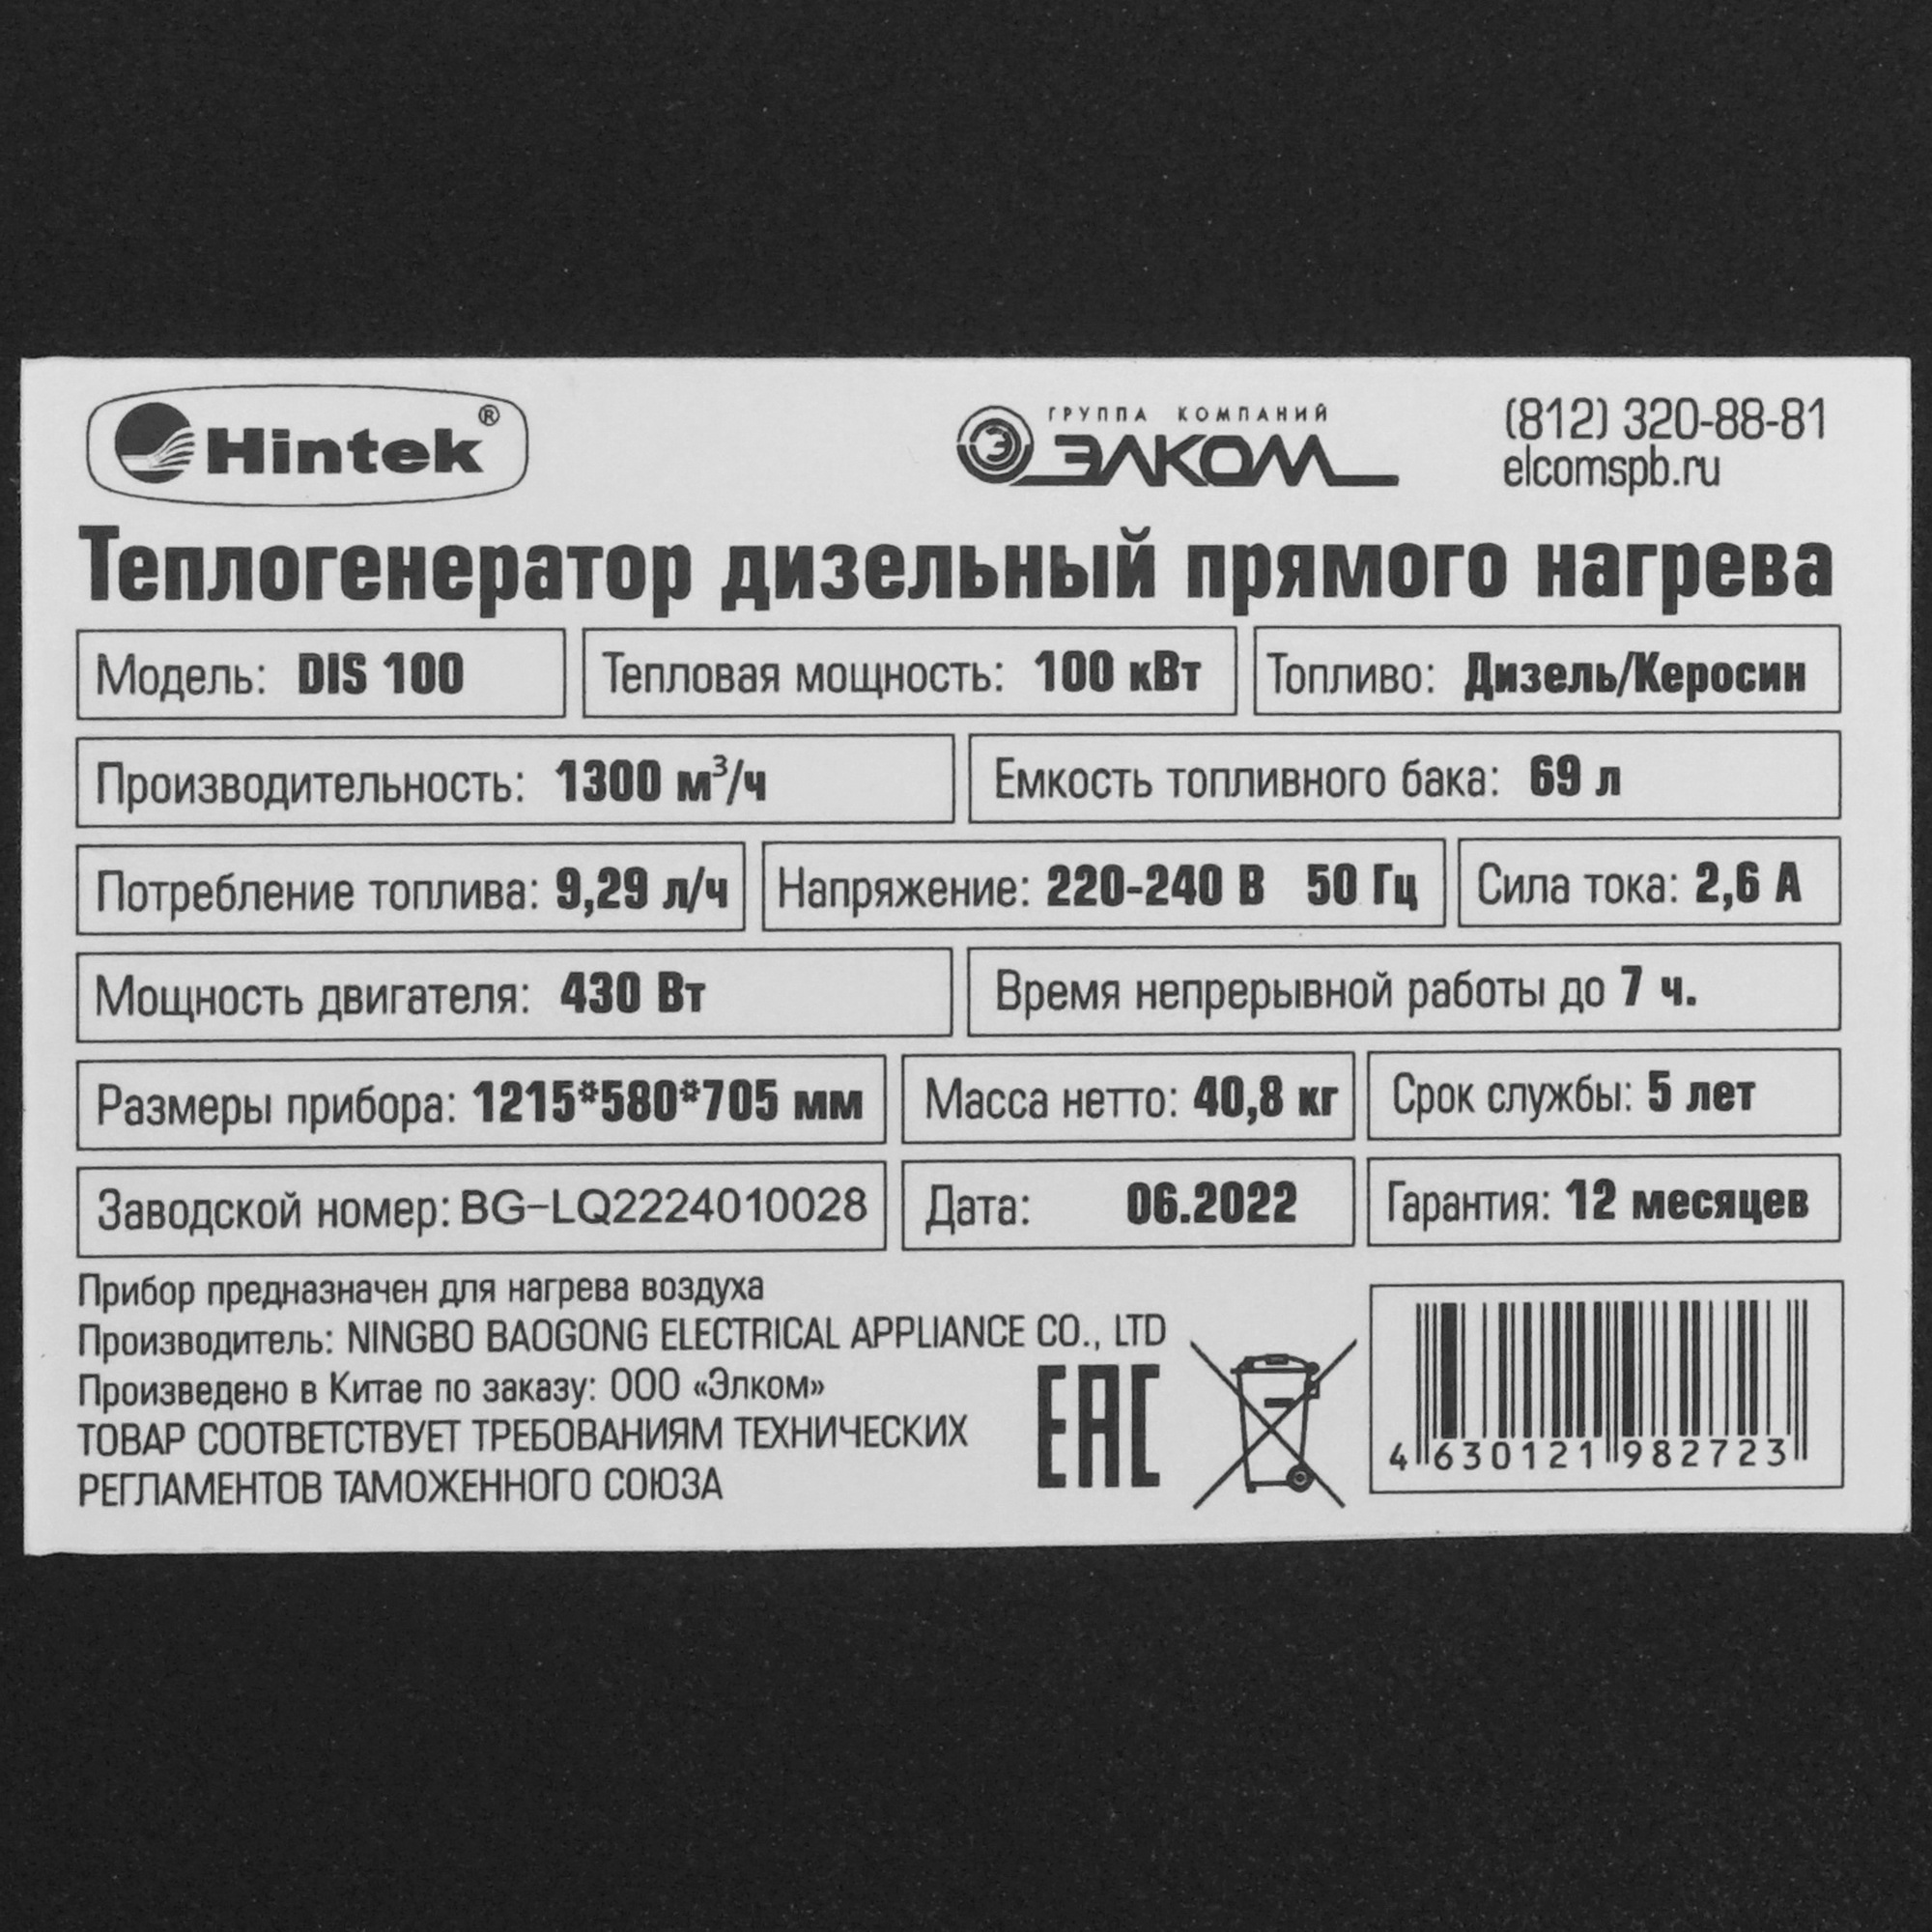 Hintek®
ГРУППА КОМПАНИЙ
ЭЛКОМ
(812) 320-88-81
elcomspb.ru
Теплогенератор дизельный прямого нагрева
Модель: DIS 100 Тепловая мощность: 100 кВт Топливо: Дизель/Керосин
Производительность: 1300 м³/ч Емкость топливного бака: 69 л
Потребление топлива: 9,29 л/ч Напряжение: 220-240 В 50 Гц Сила тока: 2,6 А
Мощность двигателя: 430 Вт Время непрерывной работы до 7 ч.
Размеры прибора: 1215*580*705 мм Масса нетто: 40,8 кг Срок службы: 5 лет
Заводской номер: BG-LQ2224010028 Дата: 06.2022 Гарантия: 12 месяцев
Прибор предназначен для нагрева воздуха
Производитель: NINGBO BAOGONG ELECTRICAL APPLIANCE CO., LTD
Произведено в Китае по заказу: ООО «Элком»
ТОВАР СООТВЕТСТВУЕТ ТРЕБОВАНИЯМ ТЕХНИЧЕСКИХ
РЕГЛАМЕНТОВ ТАМОЖЕННОГО СОЮЗА
EAC
4 630121 982723